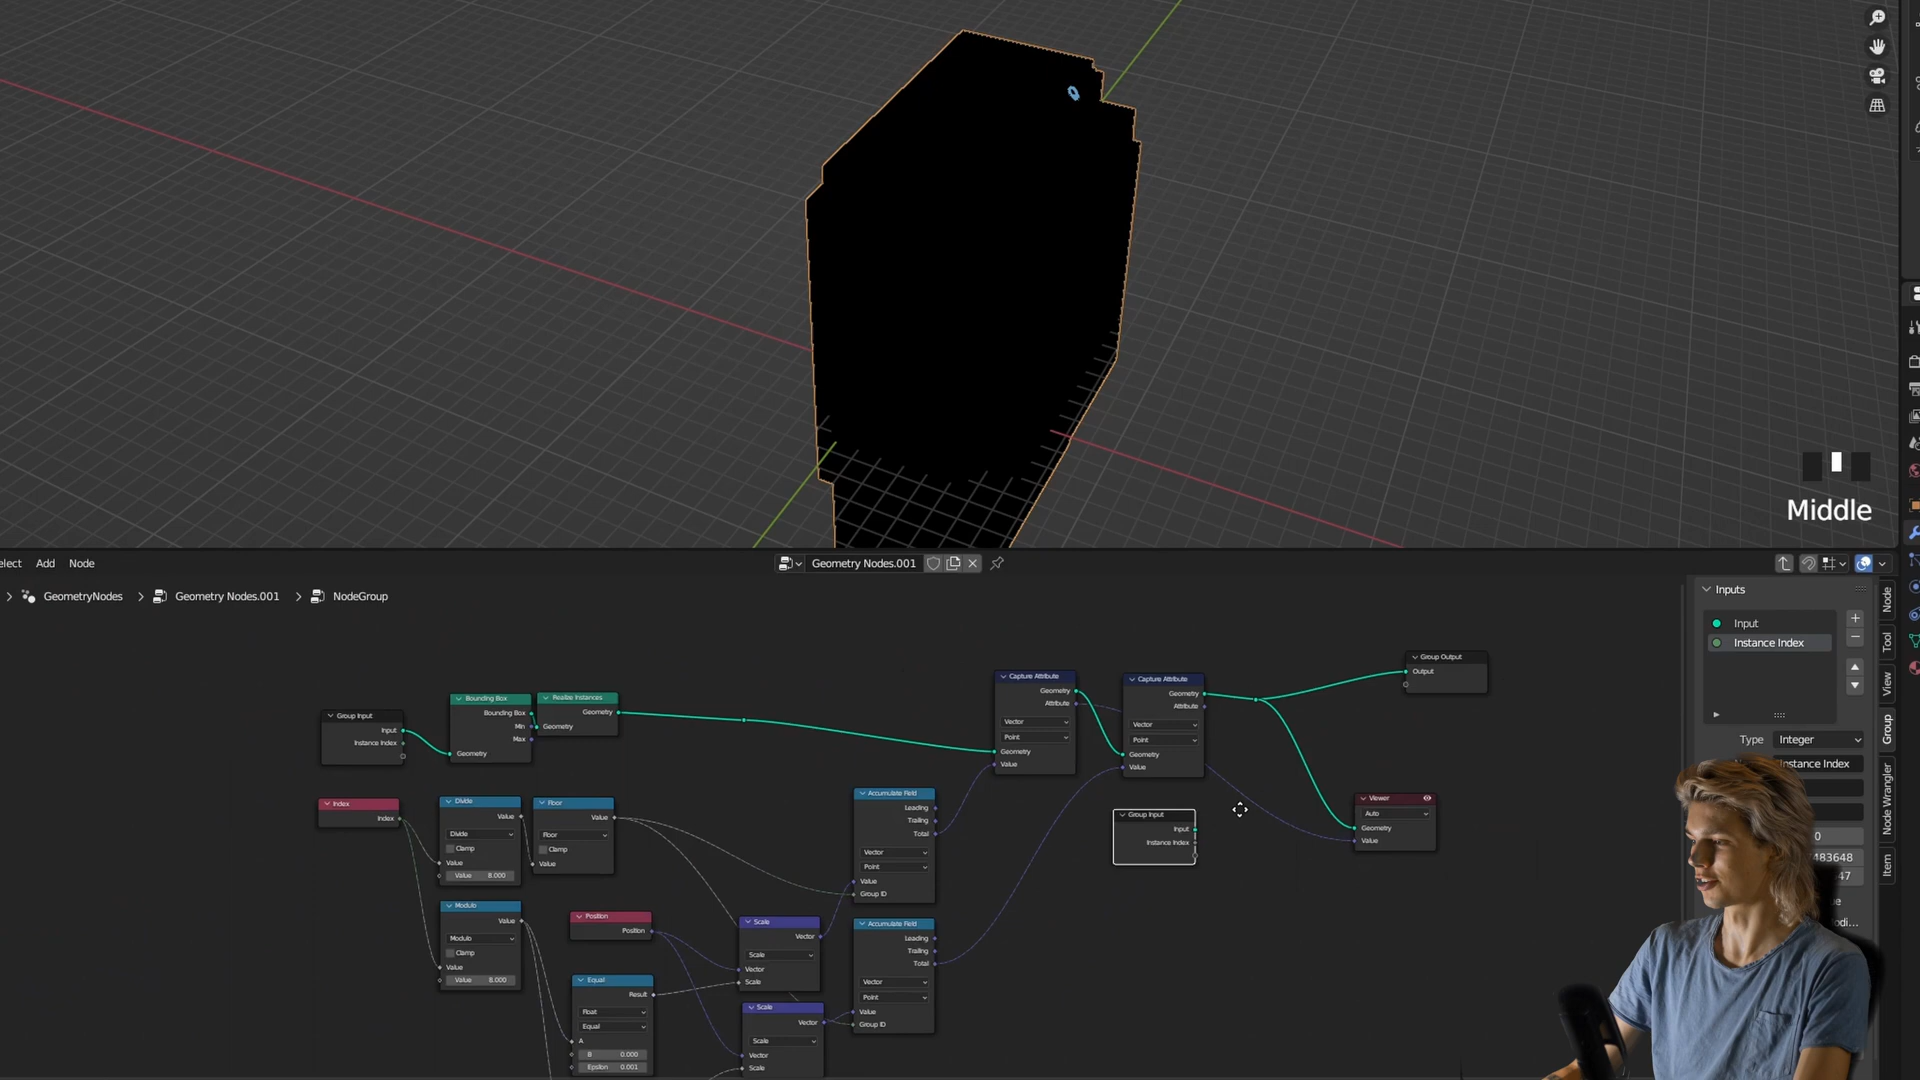 Middle
elect Add Node
Geometry Nodes.001
GeometryNodes
Geometry Nodes.001
NodeGroup
Inputs
Input
Instance Index
Type
Integer
Instance Index
0
483648
47
Node
Tool
View
Group
Node Wrangler
Item
Group Input
Input
Instance Index
Bounding Box
Bounding Box
Min
Max
Geometry
Realize Instances
Geometry
Geometry
Index
Index
Divide
Value
Divide
Clamp
Value
Value 8.000
Floor
Value
Floor
Clamp
Value
Modulo
Value
Modulo
Clamp
Value
Value 8.000
Position
Position
Equal
Result
Float
Equal
A
B 0.000
Epsilon 0.001
Scale
Vector
Scale
Vector
Scale
Scale
Vector
Scale
Vector
Scale
Accumulate Field
Leading
Trailing
Total
Vector
Point
Value
Group ID
Accumulate Field
Leading
Trailing
Total
Vector
Point
Value
Group ID
Capture Attribute
Geometry
Attribute
Vector
Point
Geometry
Value
Capture Attribute
Geometry
Attribute
Vector
Point
Geometry
Value
Group Input
Input
Instance Index
Viewer
Auto
Geometry
Value
Group Output
Output